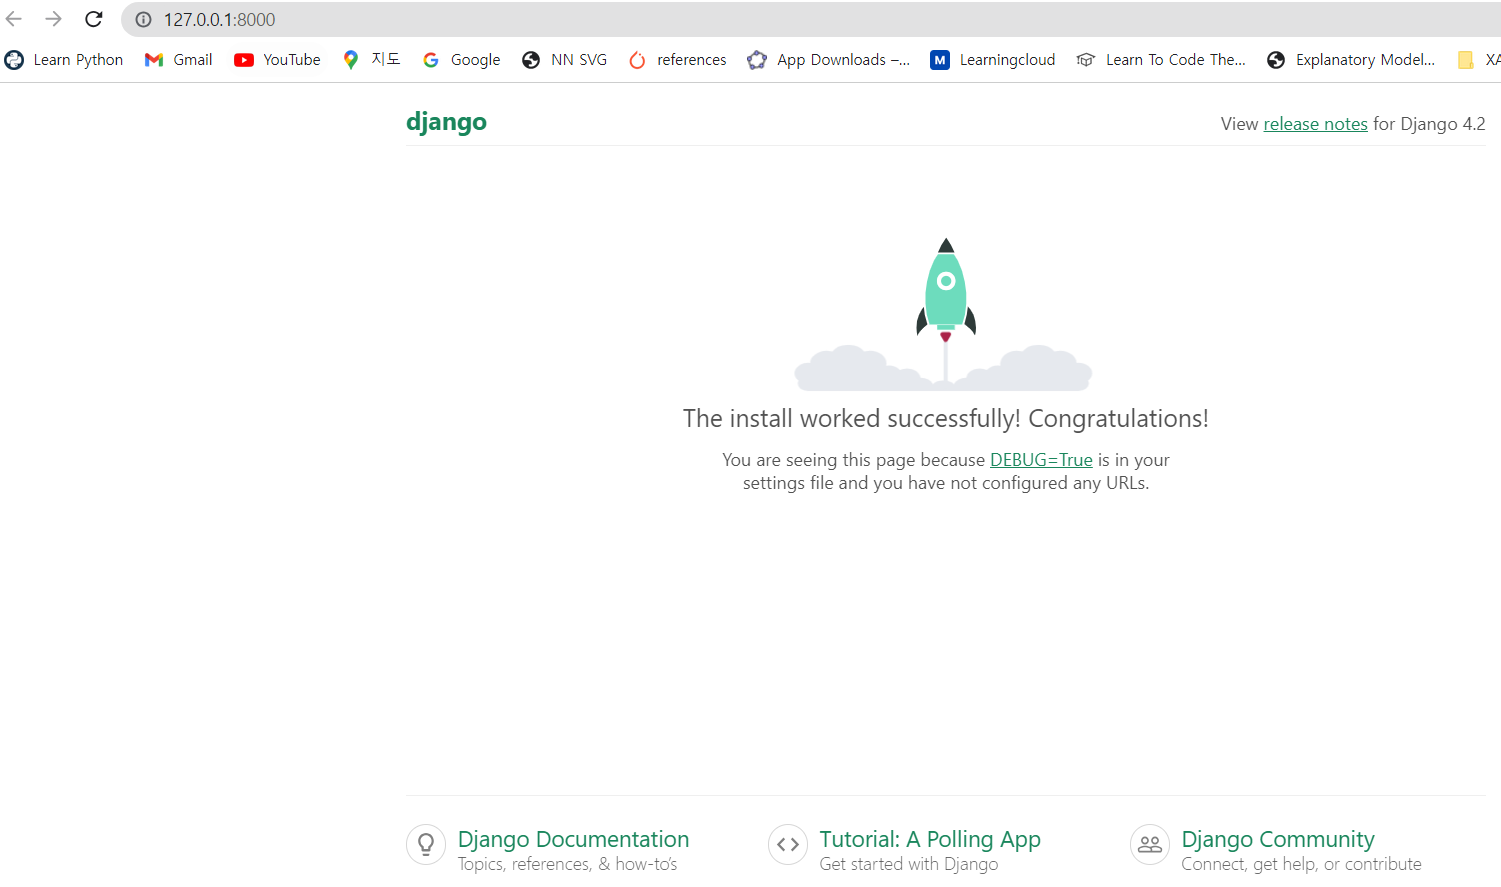 127.0.0.1:8000
Learn Python Gmail YouTube 지도 Google NN SVG references App Downloads –... Learningcloud Learn To Code The... Explanatory Model... XA
django
View release notes for Django 4.2
The install worked successfully! Congratulations!
You are seeing this page because DEBUG=True is in your
settings file and you have not configured any URLs.
Django Documentation
Topics, references, & how-to’s
Tutorial: A Polling App
Get started with Django
Django Community
Connect, get help, or contribute